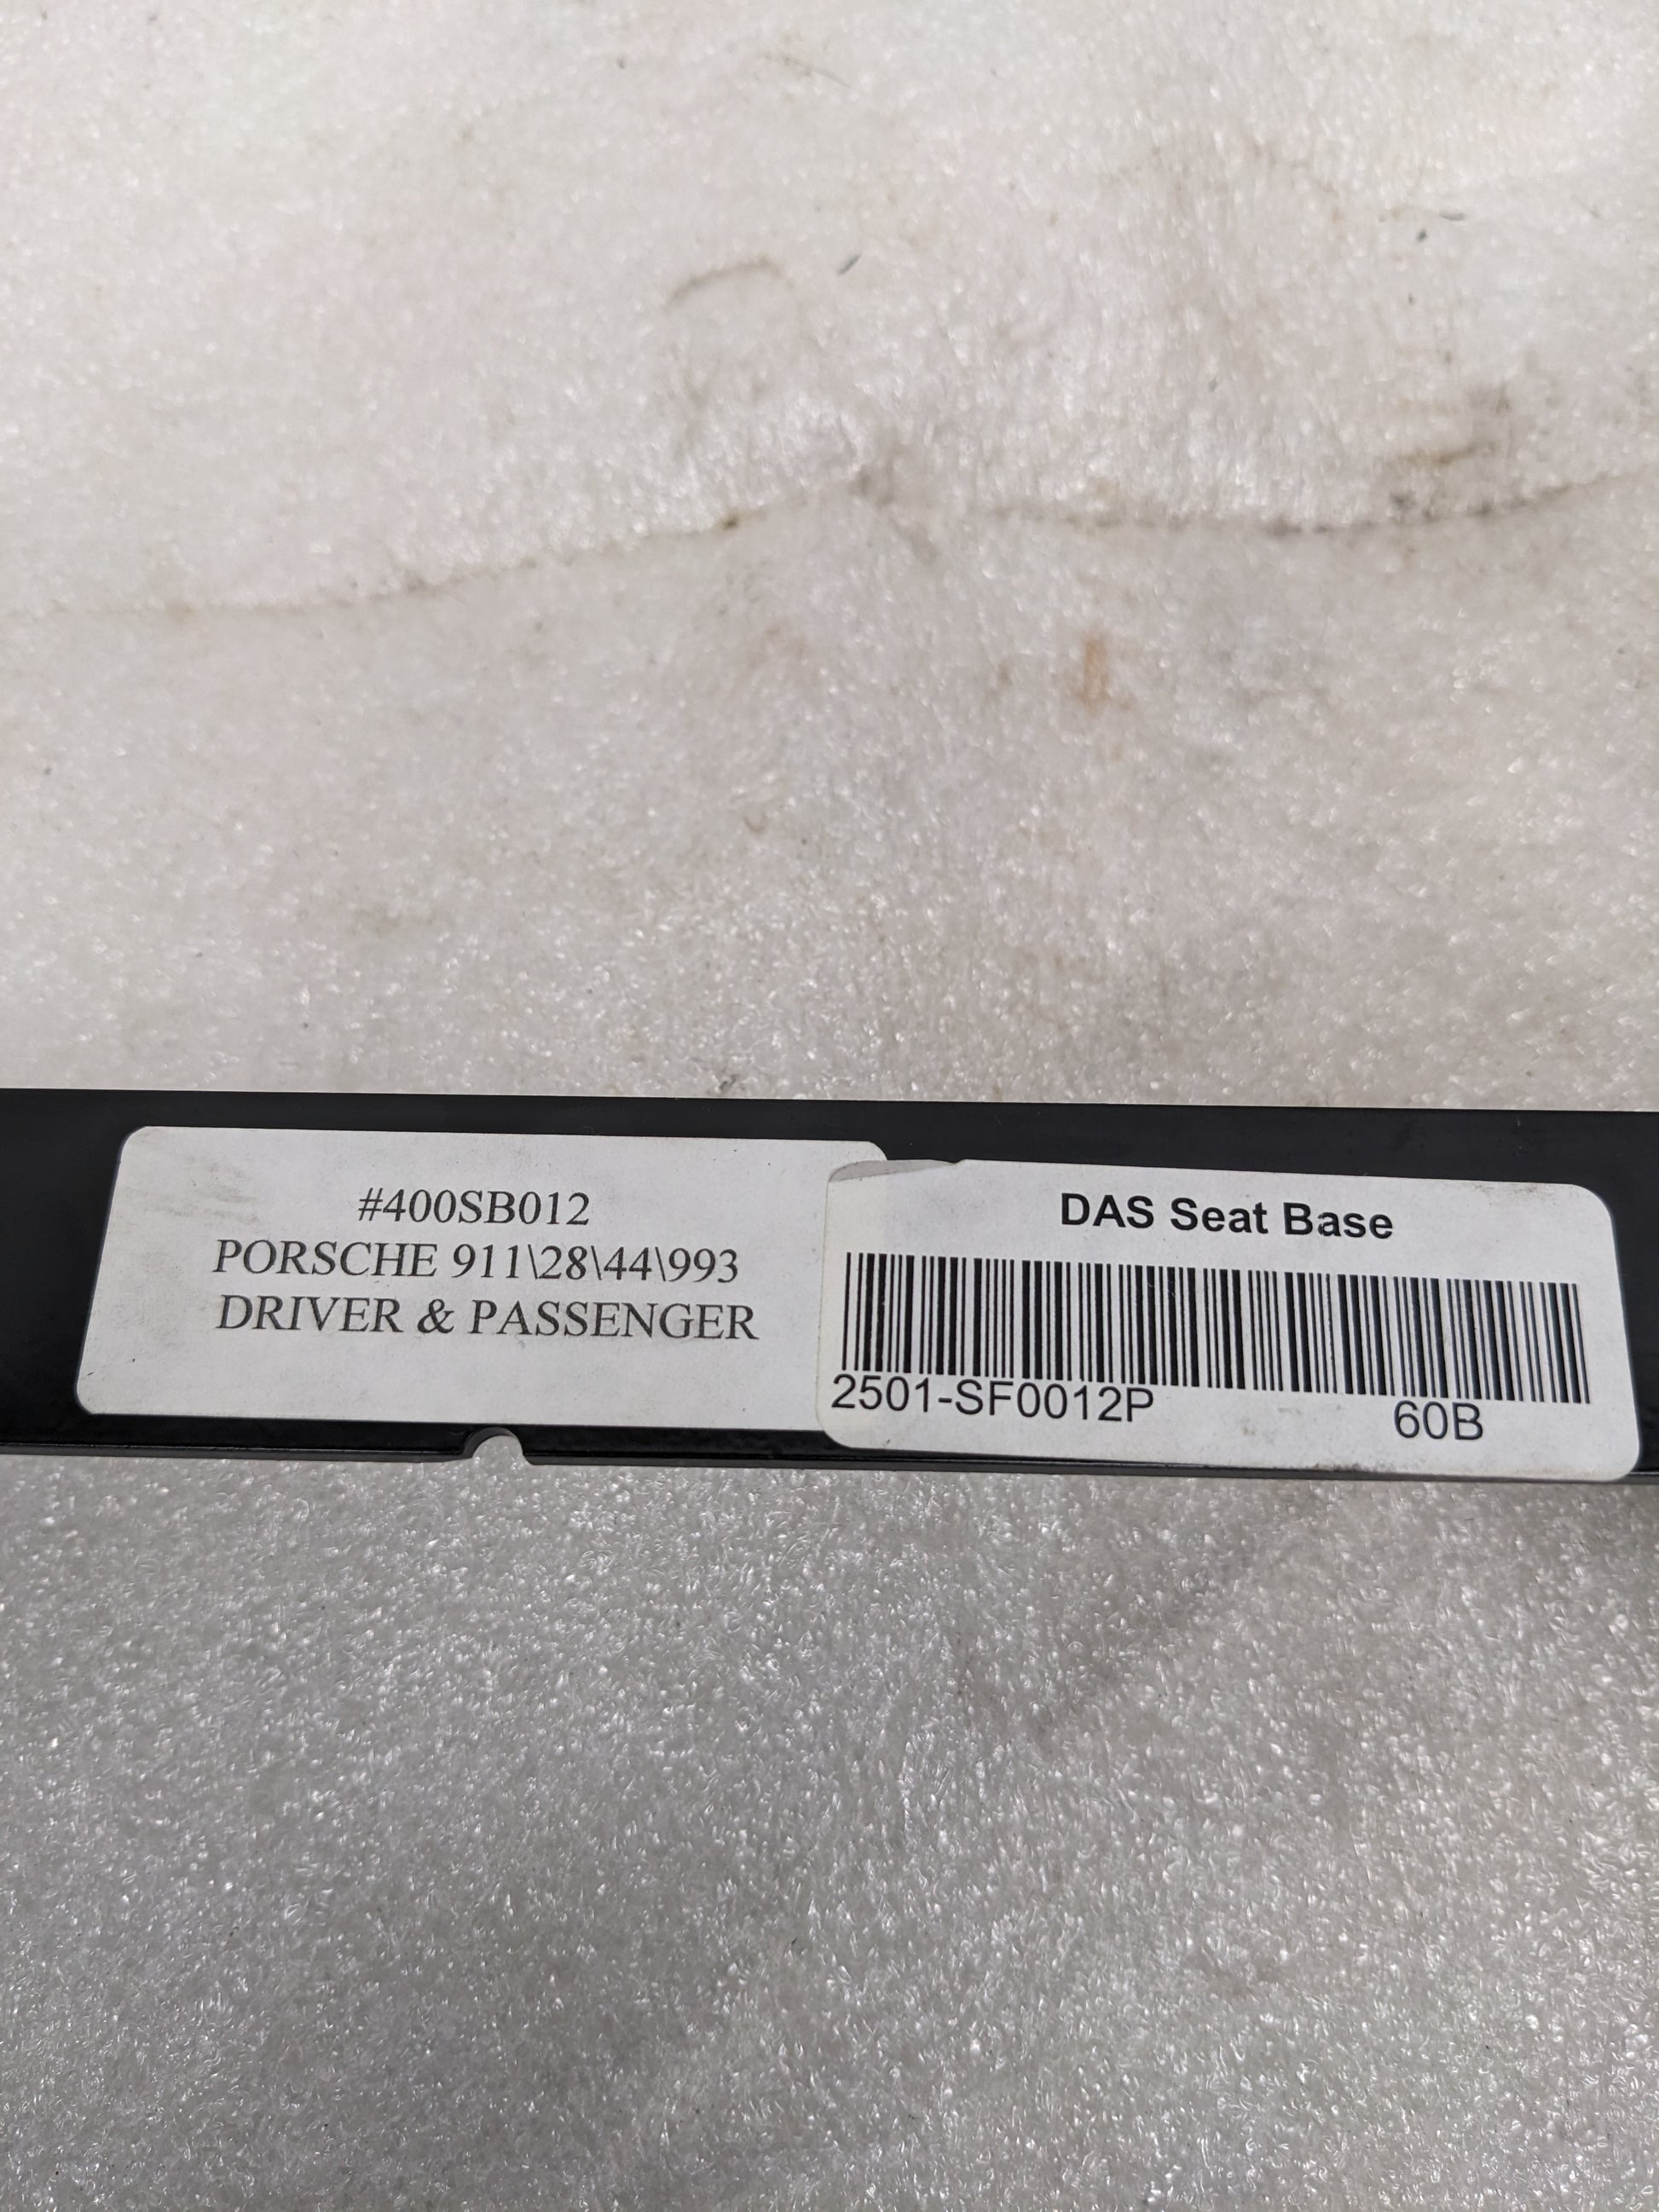 #400SB012
PORSCHE 911\28\44\993
DRIVER & PASSENGER
DAS Seat Base
2501-SF0012P 60B